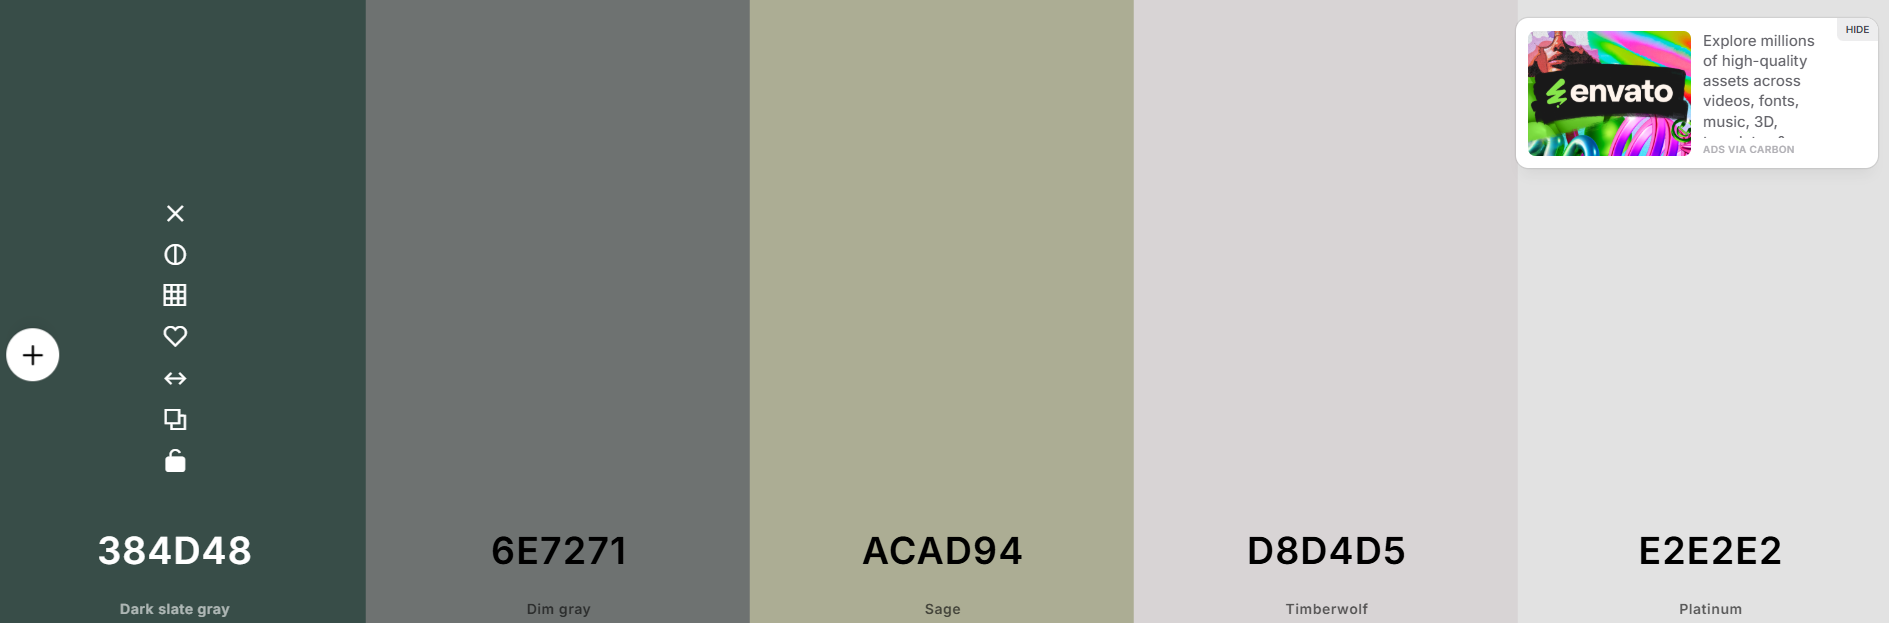 HIDE
Explore millions
of high-quality
assets across
videos, fonts,
music, 3D,
envato
ADS VIA CARBON
384D48
6E7271
ACAD94
D8D4D5
E2E2E2
Dark slate gray
Dim gray
Sage
Timberwolf
Platinum